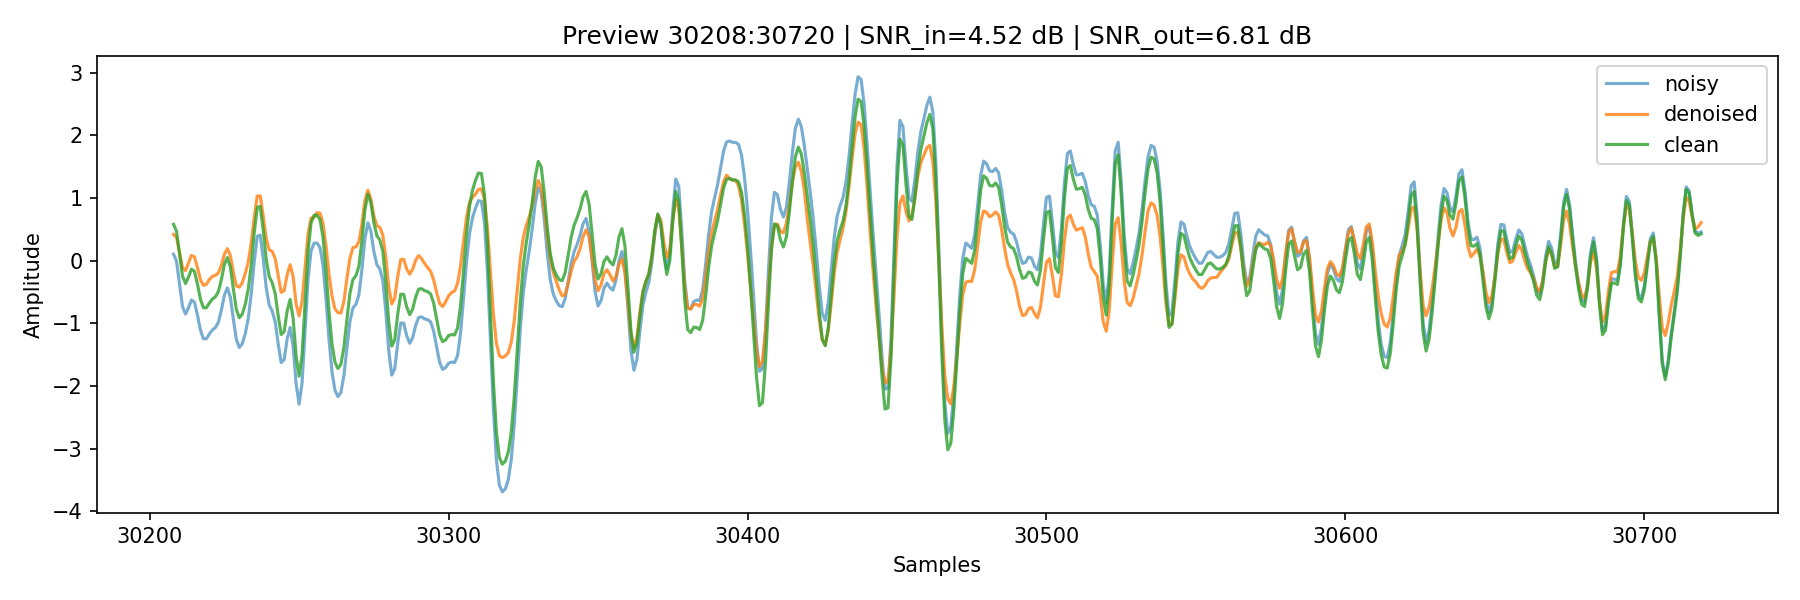 Preview 30208:30720 | SNR_in=4.52 dB | SNR_out=6.81 dB
noisy
denoised
clean
3
2
1
0
−1
−2
−3
−4
Amplitude
30200 30300 30400 30500 30600 30700
Samples